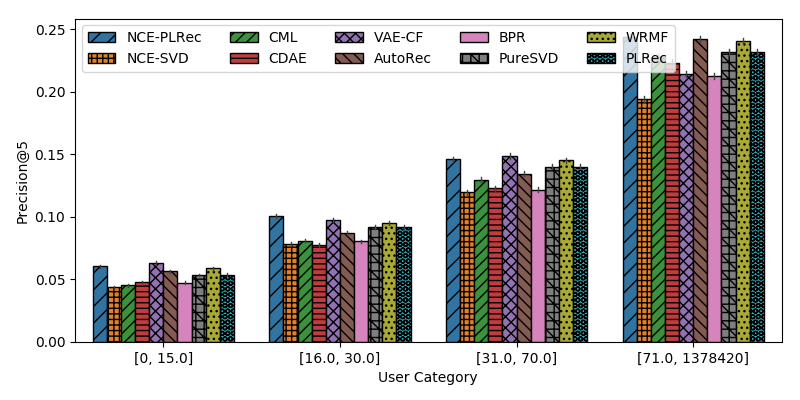 NCE-PLRec CML VAE-CF BPR WRMF
NCE-SVD CDAE AutoRec PureSVD PLRec
0.25
0.20
0.15
0.10
0.05
0.00
Precision@5
[0, 15.0] [16.0, 30.0] [31.0, 70.0] [71.0, 1378420]
User Category